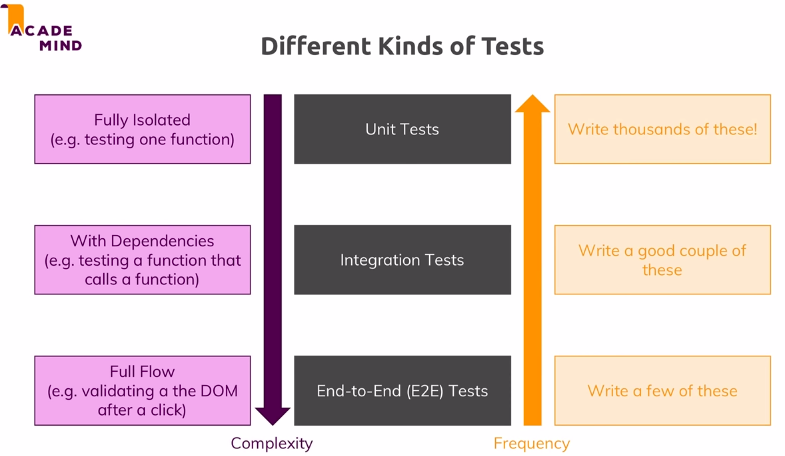 ACADE
MIND
Different Kinds of Tests
Fully Isolated
(e.g. testing one function)
Unit Tests
Write thousands of these!
With Dependencies
(e.g. testing a function that
calls a function)
Integration Tests
Write a good couple of
these
Full Flow
(e.g. validating a the DOM
after a click)
End-to-End (E2E) Tests
Write a few of these
Complexity
Frequency